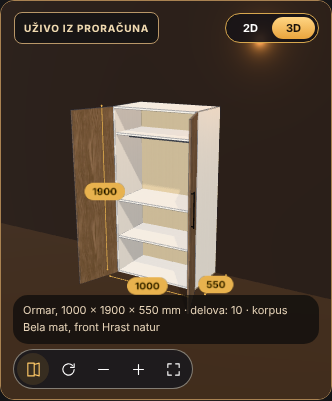 UŽIVO IZ PRORAČUNA
2D 3D
1900
1000
550
Ormar, 1000 × 1900 × 550 mm · delova: 10 · korpus
Bela mat, front Hrast natur